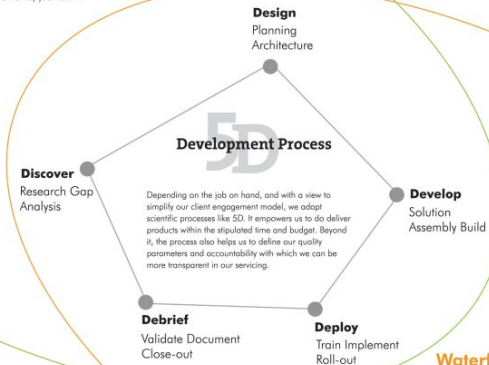 Design
Planning
Architecture
5D
Development Process
Discover
Research Gap
Analysis
Depending on the job on hand, and with a view to
simplify our client engagement model, we adopt
scientific processes like 5D. It empowers us to do deliver
products within the stipulated time and budget. Beyond
it, the process also helps us to define our quality
parameters and accountability with which we can be
more transparent in our servicing.
Develop
Solution
Assembly Build
Debrief
Validate Document
Close-out
Deploy
Train Implement
Roll-out